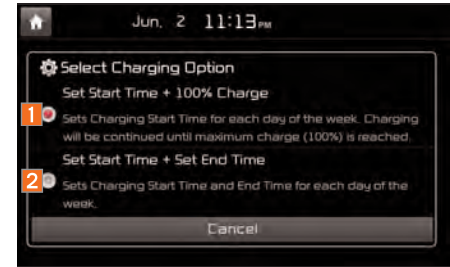 Jun. 2 11:13 PM
Select Charging Option
Set Start Time + 100% Charge
1
Sets Charging Start Time for each day of the week. Charging
will be continued until maximum charge (100%) is reached.
Set Start Time + Set End Time
2
Sets Charging Start Time and End Time for each day of the
week.
Cancel